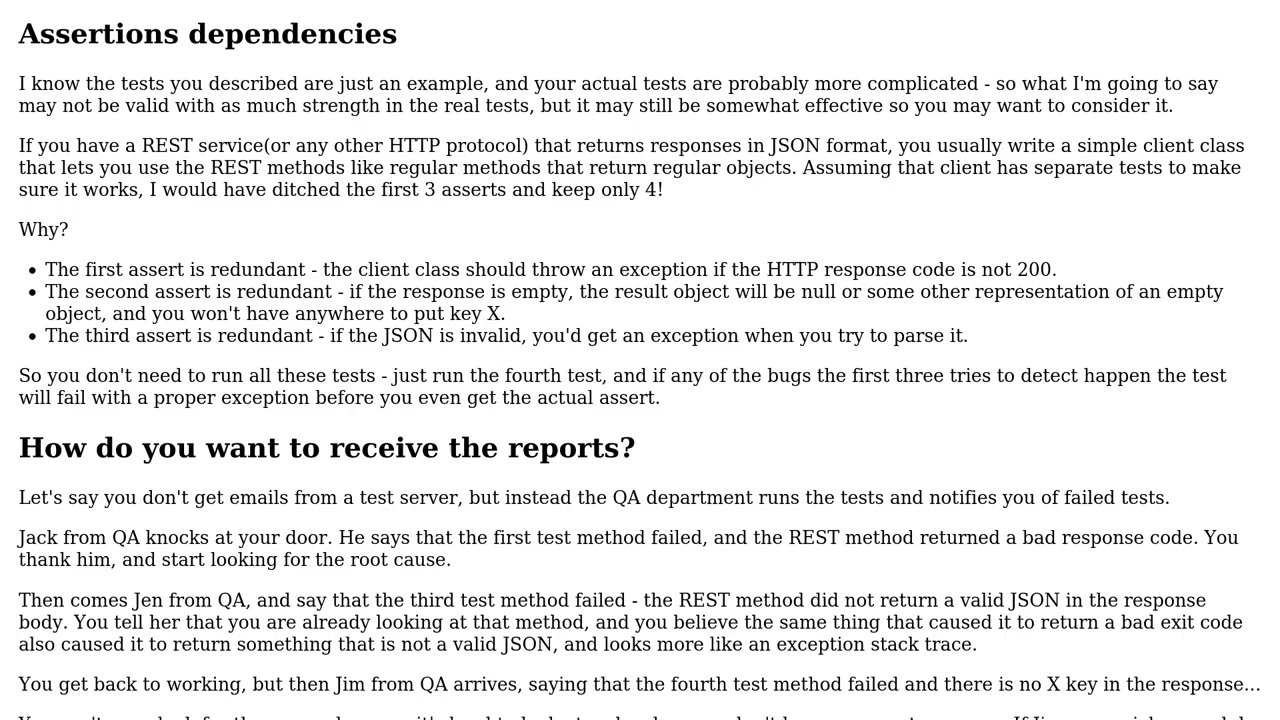 Assertions dependencies
I know the tests you described are just an example, and your actual tests are probably more complicated - so what I'm going to say
may not be valid with as much strength in the real tests, but it may still be somewhat effective so you may want to consider it.
If you have a REST service(or any other HTTP protocol) that returns responses in JSON format, you usually write a simple client class
that lets you use the REST methods like regular methods that return regular objects. Assuming that client has separate tests to make
sure it works, I would have ditched the first 3 asserts and keep only 4!
Why?
• The first assert is redundant - the client class should throw an exception if the HTTP response code is not 200.
• The second assert is redundant - if the response is empty, the result object will be null or some other representation of an empty
object, and you won't have anywhere to put key X.
• The third assert is redundant - if the JSON is invalid, you'd get an exception when you try to parse it.
So you don't need to run all these tests - just run the fourth test, and if any of the bugs the first three tries to detect happen the test
will fail with a proper exception before you even get the actual assert.
How do you want to receive the reports?
Let's say you don't get emails from a test server, but instead the QA department runs the tests and notifies you of failed tests.
Jack from QA knocks at your door. He says that the first test method failed, and the REST method returned a bad response code. You
thank him, and start looking for the root cause.
Then comes Jen from QA, and say that the third test method failed - the REST method did not return a valid JSON in the response
body. You tell her that you are already looking at that method, and you believe the same thing that caused it to return a bad exit code
also caused it to return something that is not a valid JSON, and looks more like an exception stack trace.
You get back to working, but then Jim from QA arrives, saying that the fourth test method failed and there is no X key in the response...